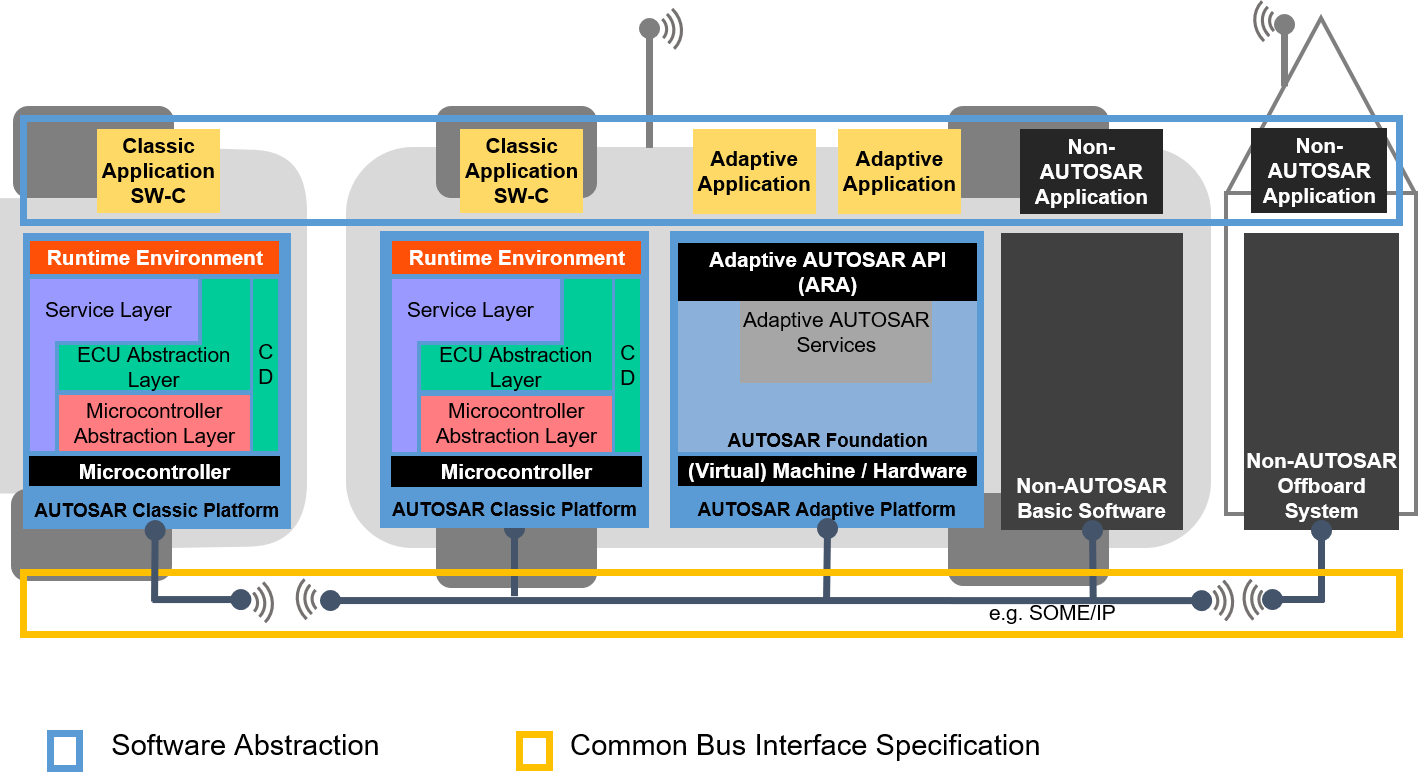 Classic
Application
SW-C
Classic
Application
SW-C
Adaptive
Application
Adaptive
Application
Non-
AUTOSAR
Application
Non-
AUTOSAR
Application
Runtime Environment
Service Layer
ECU Abstraction
Layer
C
D
Microcontroller
Abstraction Layer
Microcontroller
AUTOSAR Classic Platform
Runtime Environment
Service Layer
ECU Abstraction
Layer
C
D
Microcontroller
Abstraction Layer
Microcontroller
AUTOSAR Classic Platform
Adaptive AUTOSAR API
(ARA)
Adaptive AUTOSAR
Services
AUTOSAR Foundation
(Virtual) Machine / Hardware
AUTOSAR Adaptive Platform
Non-AUTOSAR
Basic Software
Non-AUTOSAR
Offboard
System
e.g. SOME/IP
Software Abstraction
Common Bus Interface Specification